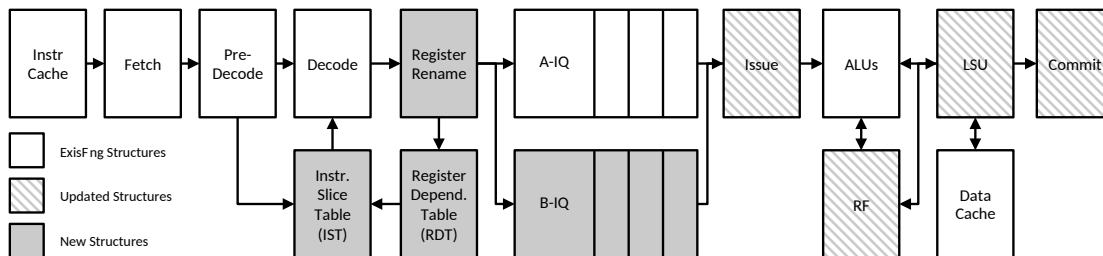 Instr
Cache
Fetch
Pre-
Decode
Decode
Register
Rename
A-IQ
Issue
ALUs
LSU
Commit
ExisFng Structures
Updated Structures
New Structures
Instr.
Slice
Table
(IST)
Register
Depend.
Table
(RDT)
B-IQ
RF
Data
Cache